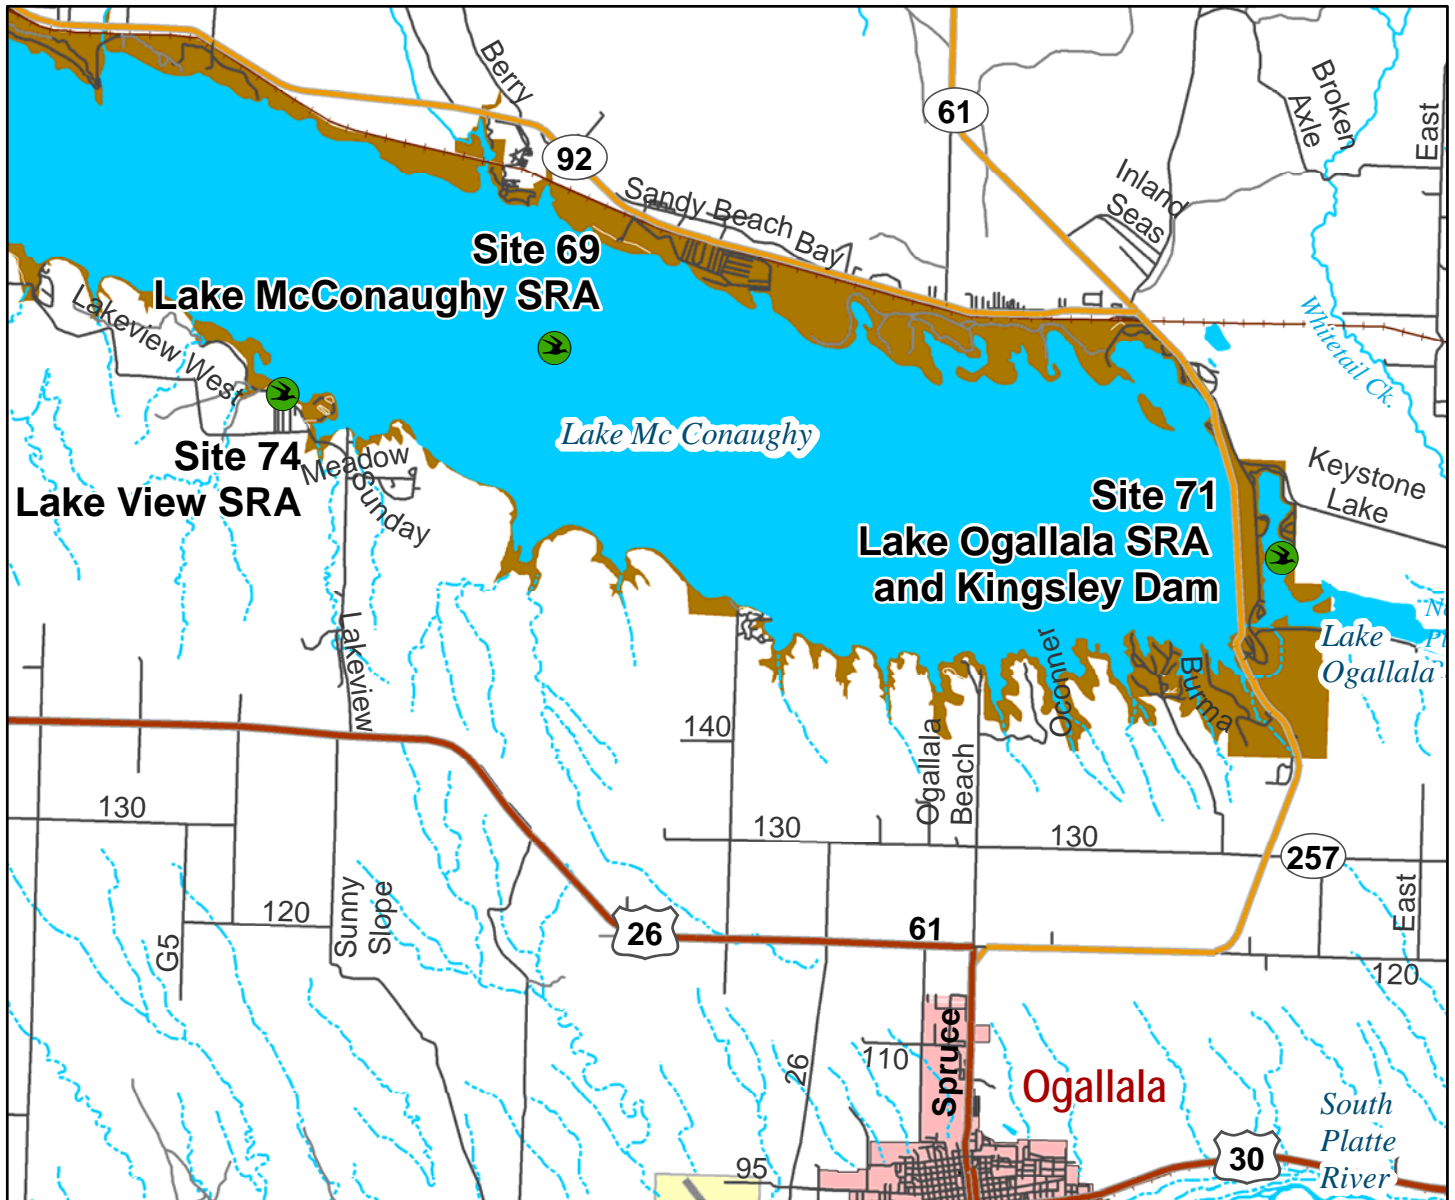 Berry
61
Broken
Axle
East
92
Sandy Beach
Bay
Inland
Seas
Site 69
Lake McConaughy SRA
Lakeview West
Whitetail Ck.
Lake Mc Conaughy
Site 74
Lake View SRA
Meadow
Sunday
Keystone
Lake
Site 71
Lake Ogallala SRA
and Kingsley Dam
Lake
Ogallala
Lakeview
Oconner
Burma
140
Ogallala
Beach
130
130
130
257
Sunny
Slope
120
G5
26
61
East
120
Spruce
110
26
Ogallala
South
Platte
River
30
95